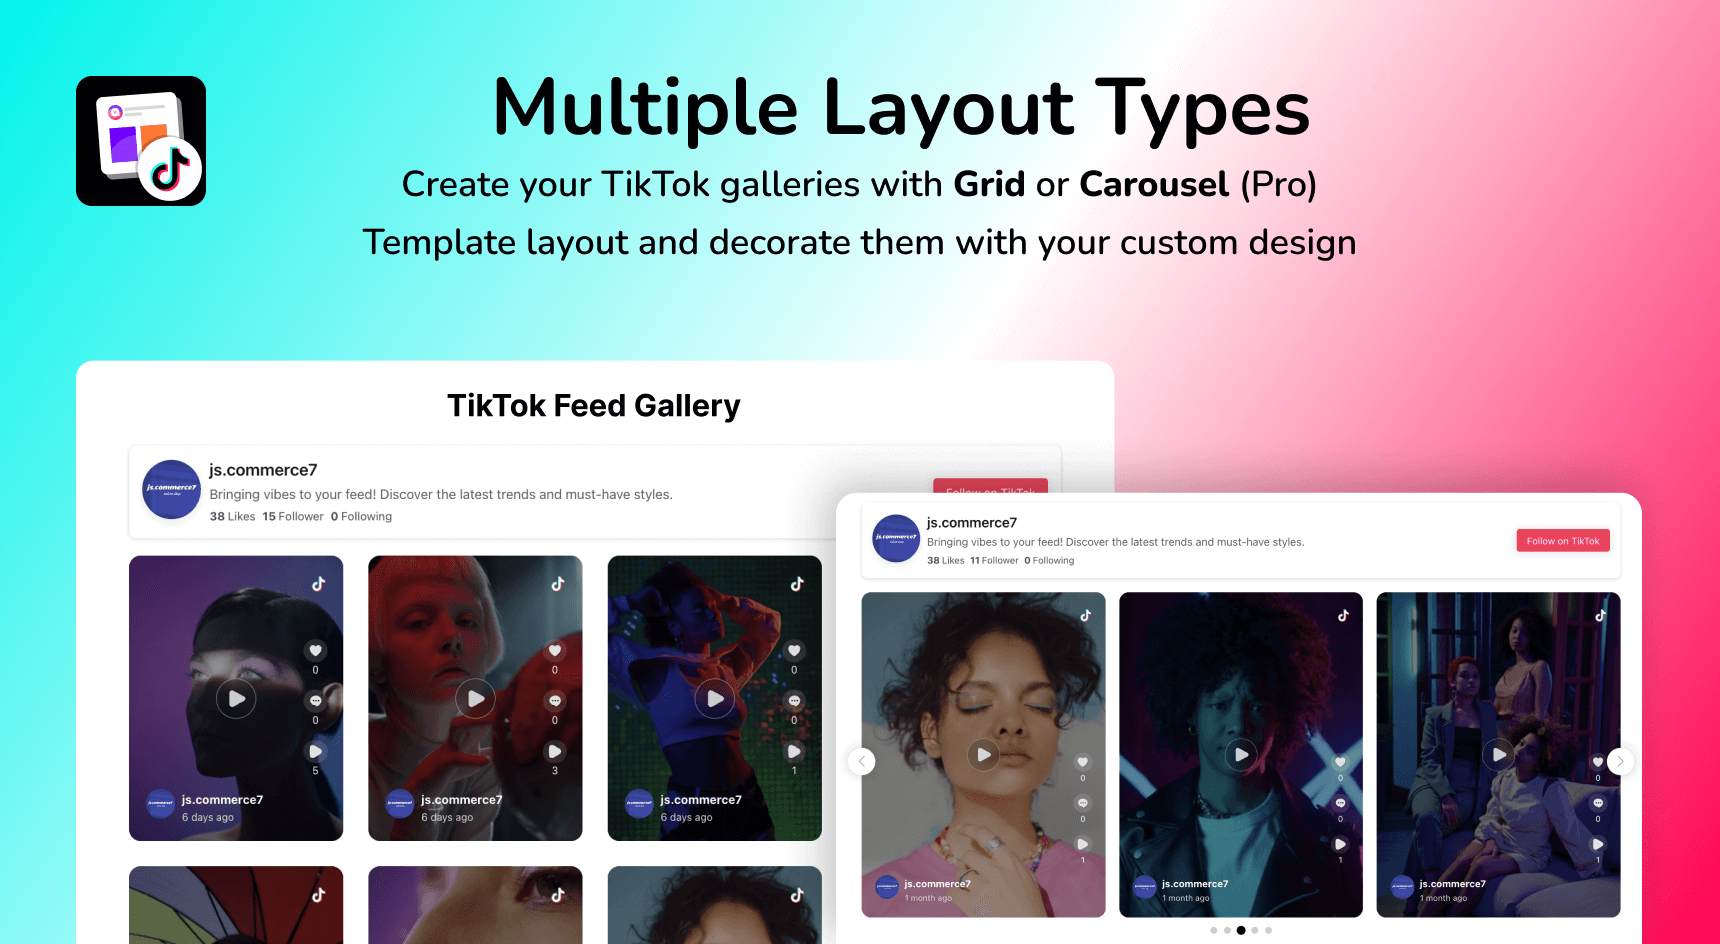 Multiple Layout Types
Create your TikTok galleries with Grid or Carousel (Pro)
Template layout and decorate them with your custom design
TikTok Feed Gallery
js.commerce7
js.commerce7
Bringing vibes to your feed! Discover the latest trends and must-have styles.
38 Likes 15 Follower 0 Following
Follow on TikTok
0
0
5
js.commerce7
6 days ago
0
0
3
js.commerce7
6 days ago
0
0
1
js.commerce7
6 days ago
js.commerce7
js.commerce7
Bringing vibes to your feed! Discover the latest trends and must-have styles.
38 Likes 11 Follower 0 Following
Follow on TikTok
0
0
1
js.commerce7
1 month ago
0
0
1
js.commerce7
1 month ago
0
0
1
js.commerce7
1 month ago